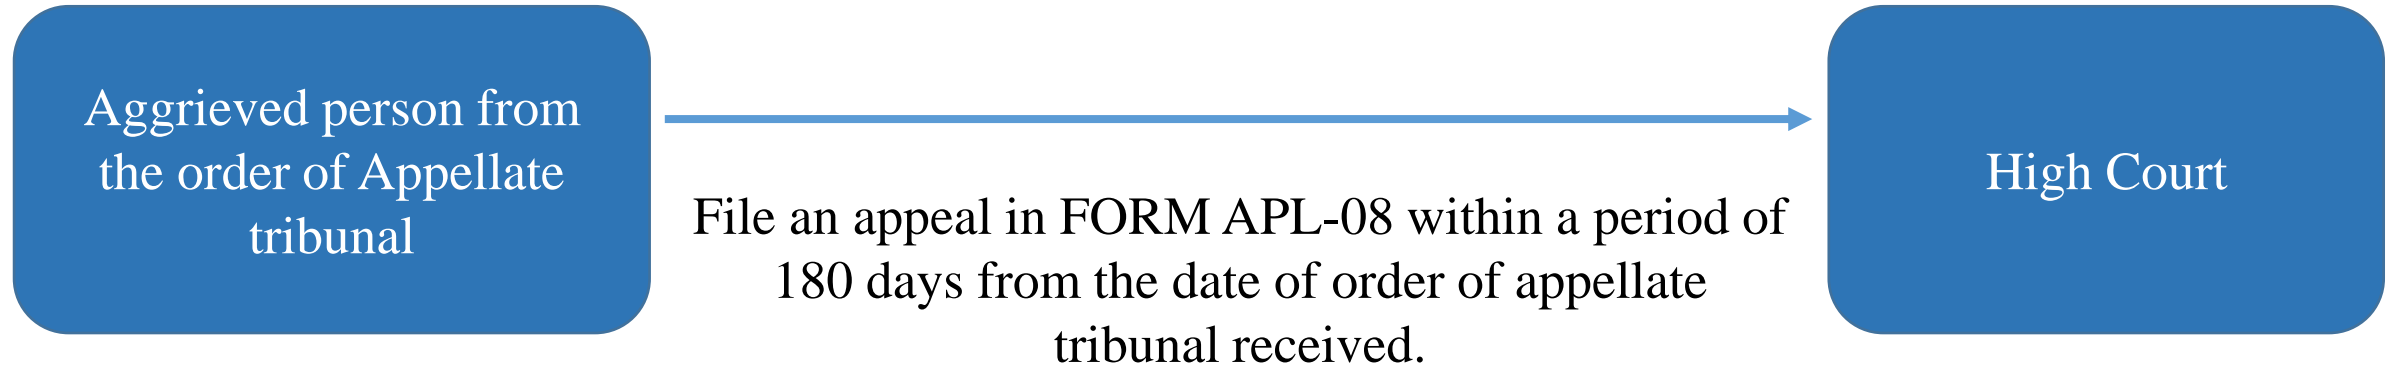 Aggrieved person from
the order of Appellate
tribunal
File an appeal in FORM APL-08 within a period of
180 days from the date of order of appellate
tribunal received.
High Court